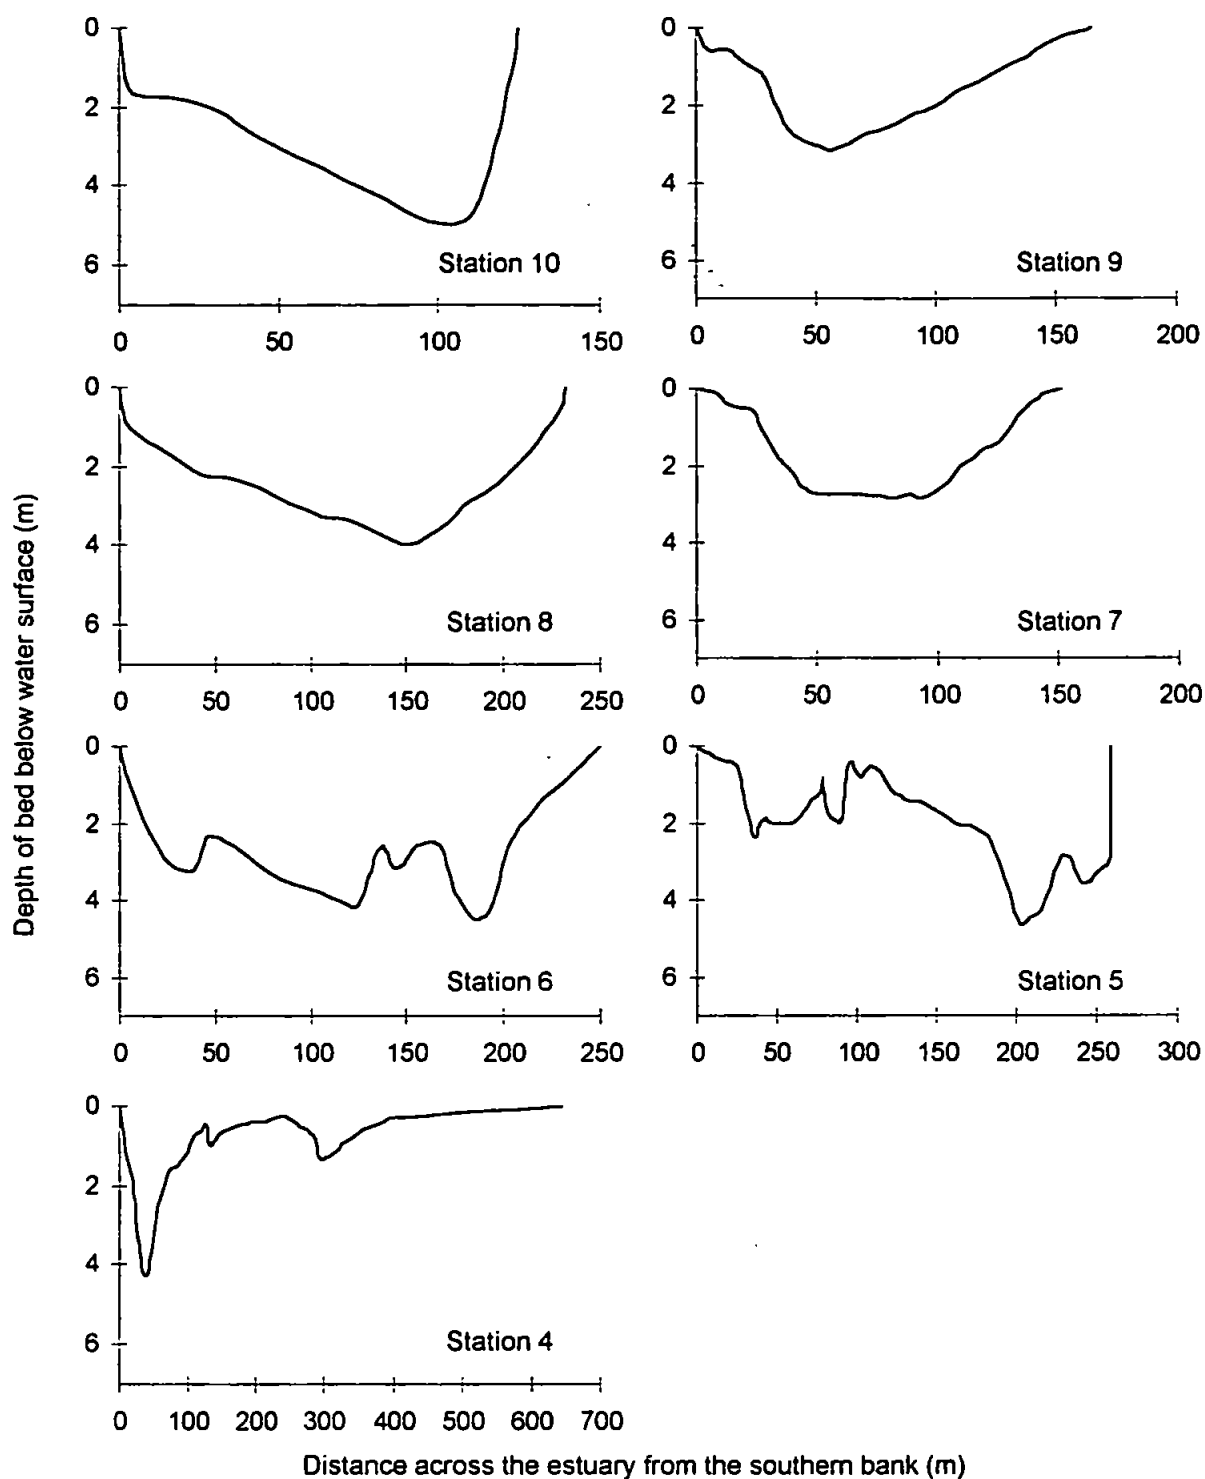 0
2
4
6
Station 10
0 50 100 150
0
2
4
6
Station 9
0 50 100 150 200
0
2
4
6
Station 8
0 50 100 150 200 250
0
2
4
6
Station 7
0 50 100 150 200
Depth of bed below water surface (m)
0
2
4
6
Station 6
0 50 100 150 200 250
0
2
4
6
Station 5
0 50 100 150 200 250 300
0
2
4
6
Station 4
0 100 200 300 400 500 600 700
Distance across the estuary from the southern bank (m)